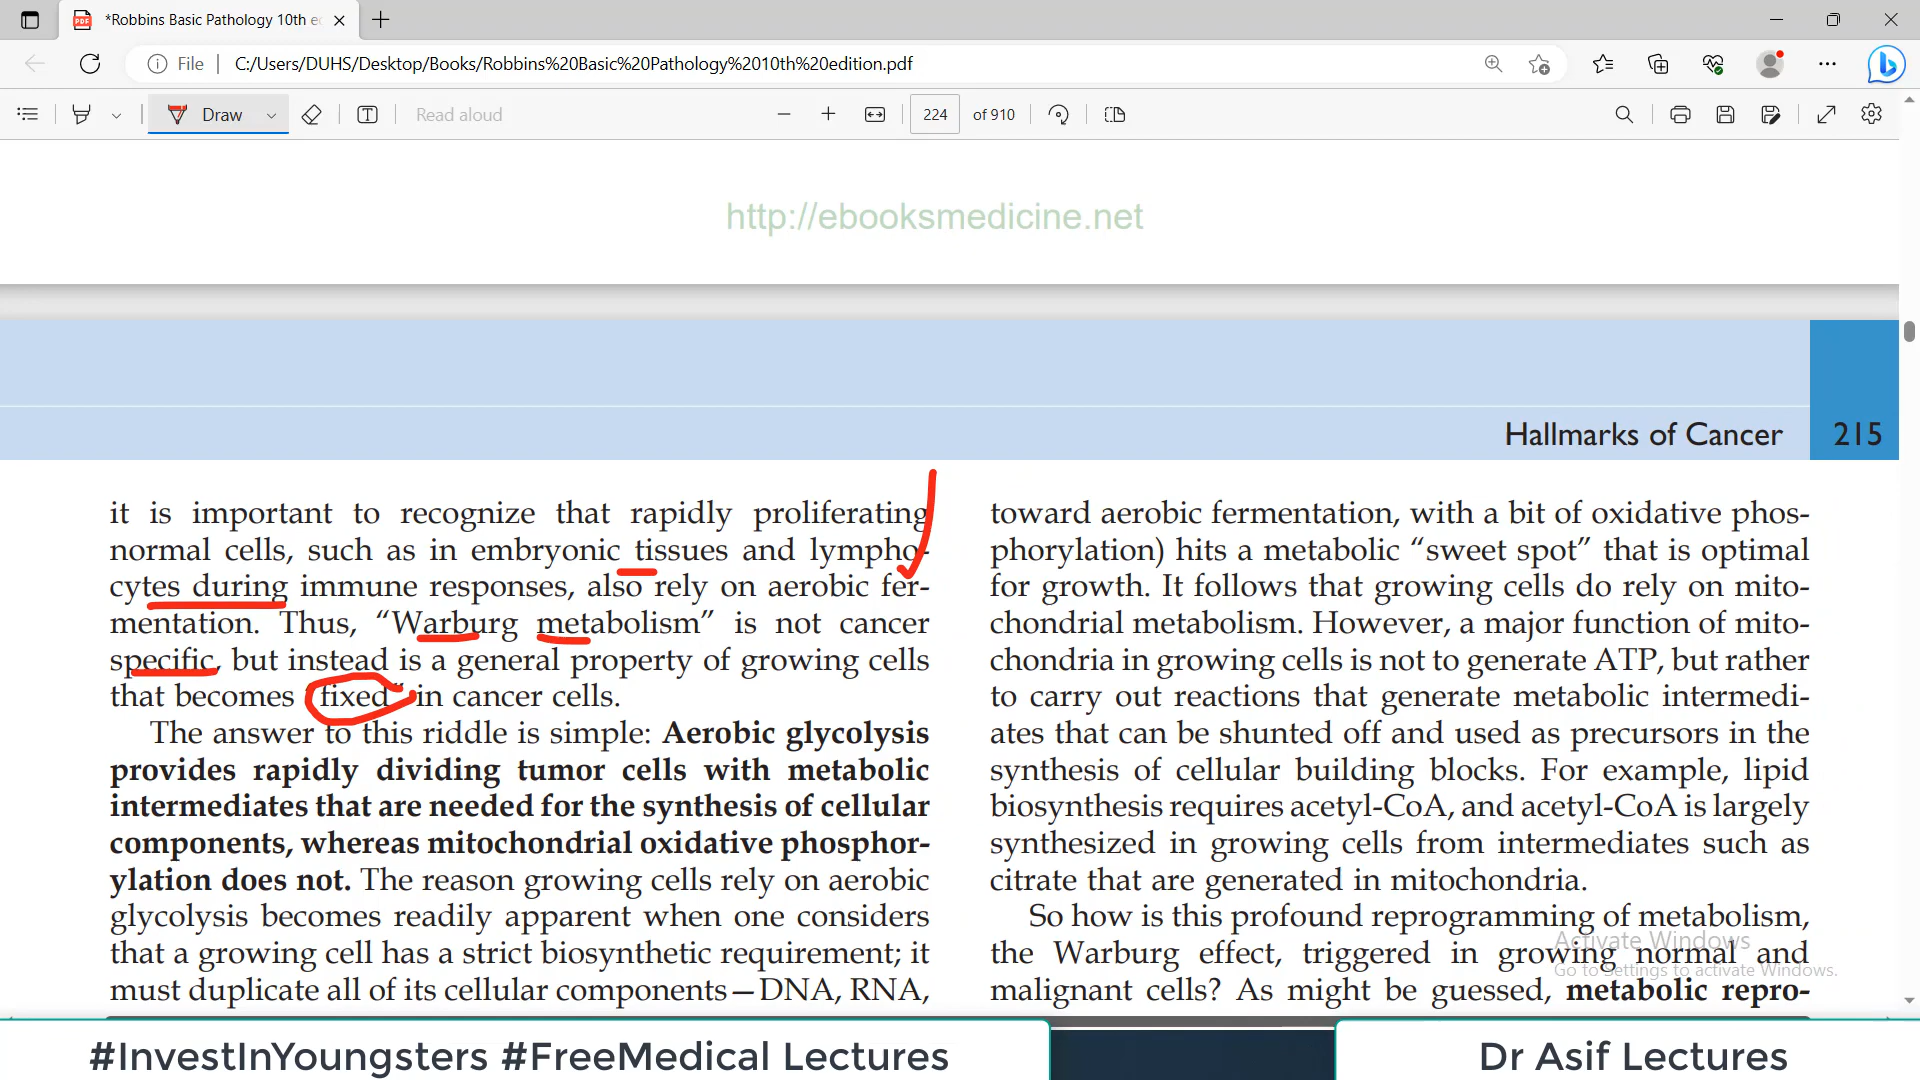 *Robbins Basic Pathology 10th e
File
C:/Users/DUHS/Desktop/Books/Robbins%20Basic%20Pathology%2010th%20edition.pdf
Draw
Read aloud
224
of 910
http://ebooksmedicine.net
Hallmarks of Cancer 215
it is important to recognize that rapidly proliferating
normal cells, such as in embryonic tissues and lympho-
cytes during immune responses, also rely on aerobic fer-
mentation. Thus, “Warburg metabolism” is not cancer
specific, but instead is a general property of growing cells
that becomes “fixed” in cancer cells.
The answer to this riddle is simple: Aerobic glycolysis
provides rapidly dividing tumor cells with metabolic
intermediates that are needed for the synthesis of cellular
components, whereas mitochondrial oxidative phosphor-
ylation does not. The reason growing cells rely on aerobic
glycolysis becomes readily apparent when one considers
that a growing cell has a strict biosynthetic requirement; it
must duplicate all of its cellular components—DNA, RNA,
toward aerobic fermentation, with a bit of oxidative phos-
phorylation) hits a metabolic “sweet spot” that is optimal
for growth. It follows that growing cells do rely on mito-
chondrial metabolism. However, a major function of mito-
chondria in growing cells is not to generate ATP, but rather
to carry out reactions that generate metabolic intermedi-
ates that can be shunted off and used as precursors in the
synthesis of cellular building blocks. For example, lipid
biosynthesis requires acetyl-CoA, and acetyl-CoA is largely
synthesized in growing cells from intermediates such as
citrate that are generated in mitochondria.
So how is this profound reprogramming of metabolism,
the Warburg effect, triggered in growing normal and
malignant cells? As might be guessed, metabolic repro-
Activate Windows
Go to Settings to activate Windows.
#InvestInYoungsters #FreeMedical Lectures
Dr Asif Lectures